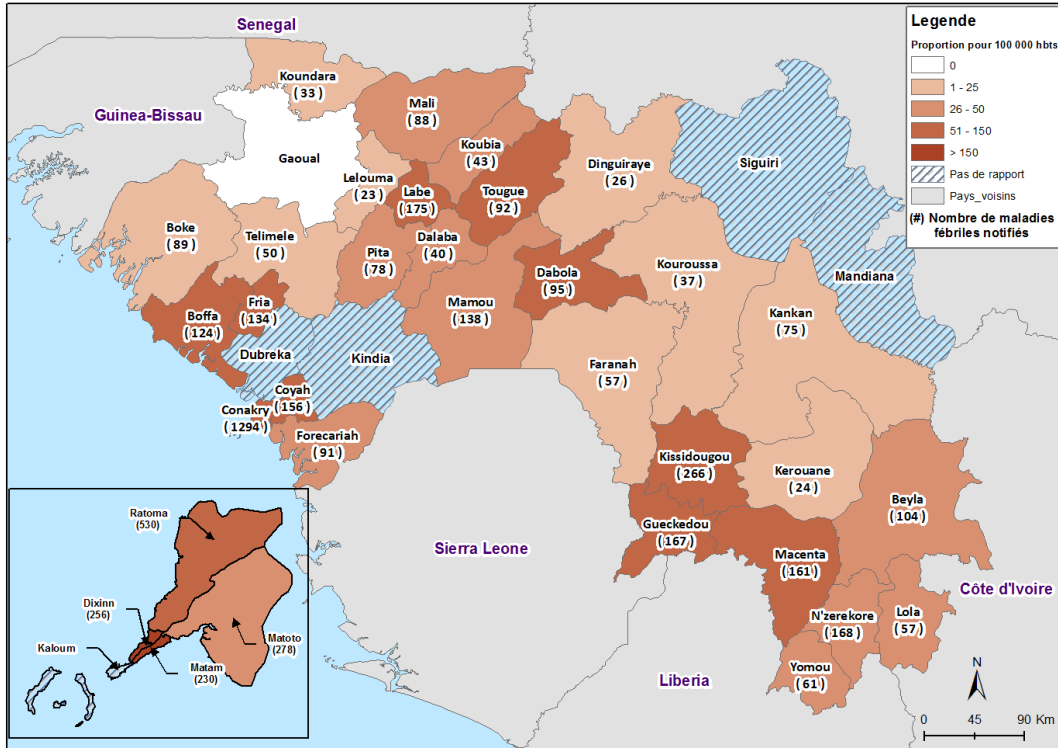 Senegal
Guinea-Bissau
Koundara
( 33 )
Mali
( 88 )
Gaoual
Koubia
( 43 )
Lelouma
( 23 )
Labe
( 175 )
Tougue
( 92 )
Dinguiraye
( 26 )
Siguiri
Boke
( 89 )
Telimele
( 50 )
Pita
( 78 )
Dalaba
( 40 )
Dabola
( 95 )
Kouroussa
( 37 )
Mandiana
Boffa
( 124 )
Fria
( 134 )
Mamou
( 138 )
Kankan
( 75 )
Dubreka
Kindia
Faranah
( 57 )
Coyah
( 156 )
Conakry
( 1294 )
Forecariah
( 91 )
Kissidougou
( 266 )
Kerouane
( 24 )
Beyla
( 104 )
Gueckedou
( 167 )
Macenta
( 161 )
Sierra Leone
Côte d'Ivoire
N'zerekore
( 168 )
Lola
( 57 )
Yomou
( 61 )
Liberia
Legende
Proportion pour 100 000 hbts
0
1 - 25
26 - 50
51 - 150
> 150
Pas de rapport
Pays_voisins
(#) Nombre de maladies
fébriles notifiés
Ratoma
(530)
Dixinn
(256)
Kaloum
Matam
(230)
Matoto
(278)
N
0 45 90 Km